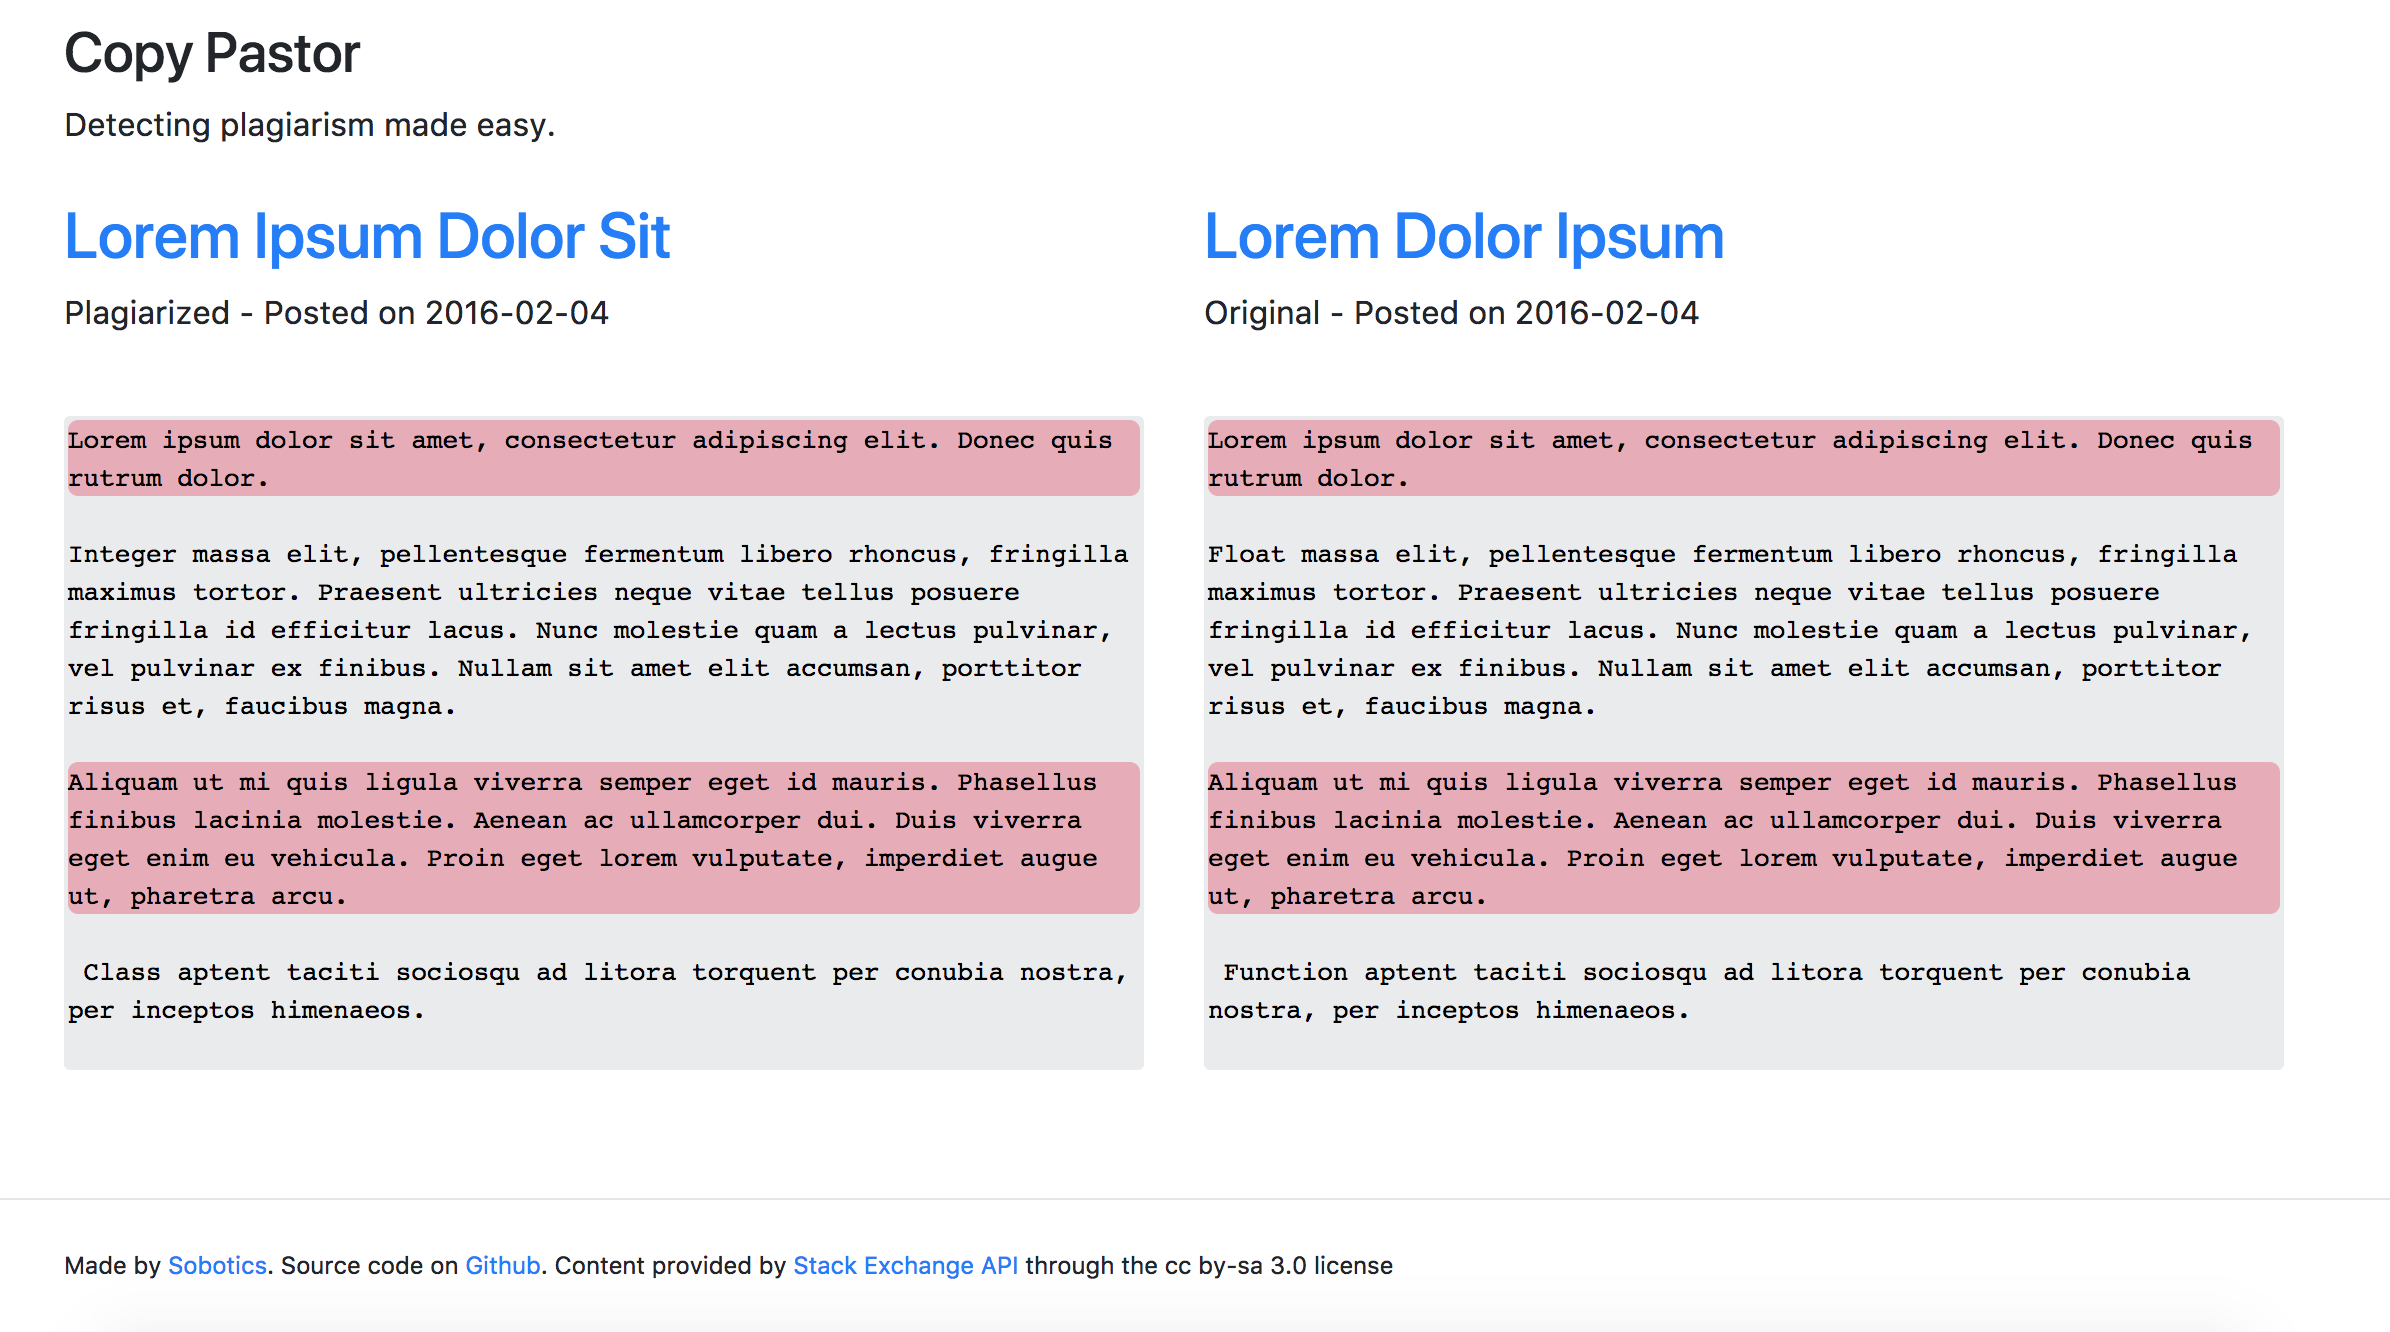 Copy Pastor
Detecting plagiarism made easy.
Lorem Ipsum Dolor Sit
Plagiarized - Posted on 2016-02-04
Lorem ipsum dolor sit amet, consectetur adipiscing elit. Donec quis
rutrum dolor.
Integer massa elit, pellentesque fermentum libero rhoncus, fringilla
maximus tortor. Praesent ultricies neque vitae tellus posuere
fringilla id efficitur lacus. Nunc molestie quam a lectus pulvinar,
vel pulvinar ex finibus. Nullam sit amet elit accumsan, porttitor
risus et, faucibus magna.
Aliquam ut mi quis ligula viverra semper eget id mauris. Phasellus
finibus lacinia molestie. Aenean ac ullamcorper dui. Duis viverra
eget enim eu vehicula. Proin eget lorem vulputate, imperdiet augue
ut, pharetra arcu.
Class aptent taciti sociosqu ad litora torquent per conubia nostra,
per inceptos himenaeos.
Lorem Dolor Ipsum
Original - Posted on 2016-02-04
Lorem ipsum dolor sit amet, consectetur adipiscing elit. Donec quis
rutrum dolor.
Float massa elit, pellentesque fermentum libero rhoncus, fringilla
maximus tortor. Praesent ultricies neque vitae tellus posuere
fringilla id efficitur lacus. Nunc molestie quam a lectus pulvinar,
vel pulvinar ex finibus. Nullam sit amet elit accumsan, porttitor
risus et, faucibus magna.
Aliquam ut mi quis ligula viverra semper eget id mauris. Phasellus
finibus lacinia molestie. Aenean ac ullamcorper dui. Duis viverra
eget enim eu vehicula. Proin eget lorem vulputate, imperdiet augue
ut, pharetra arcu.
Function aptent taciti sociosqu ad litora torquent per conubia
nostra, per inceptos himenaeos.
Made by Sobotics. Source code on Github. Content provided by Stack Exchange API through the cc by-sa 3.0 license